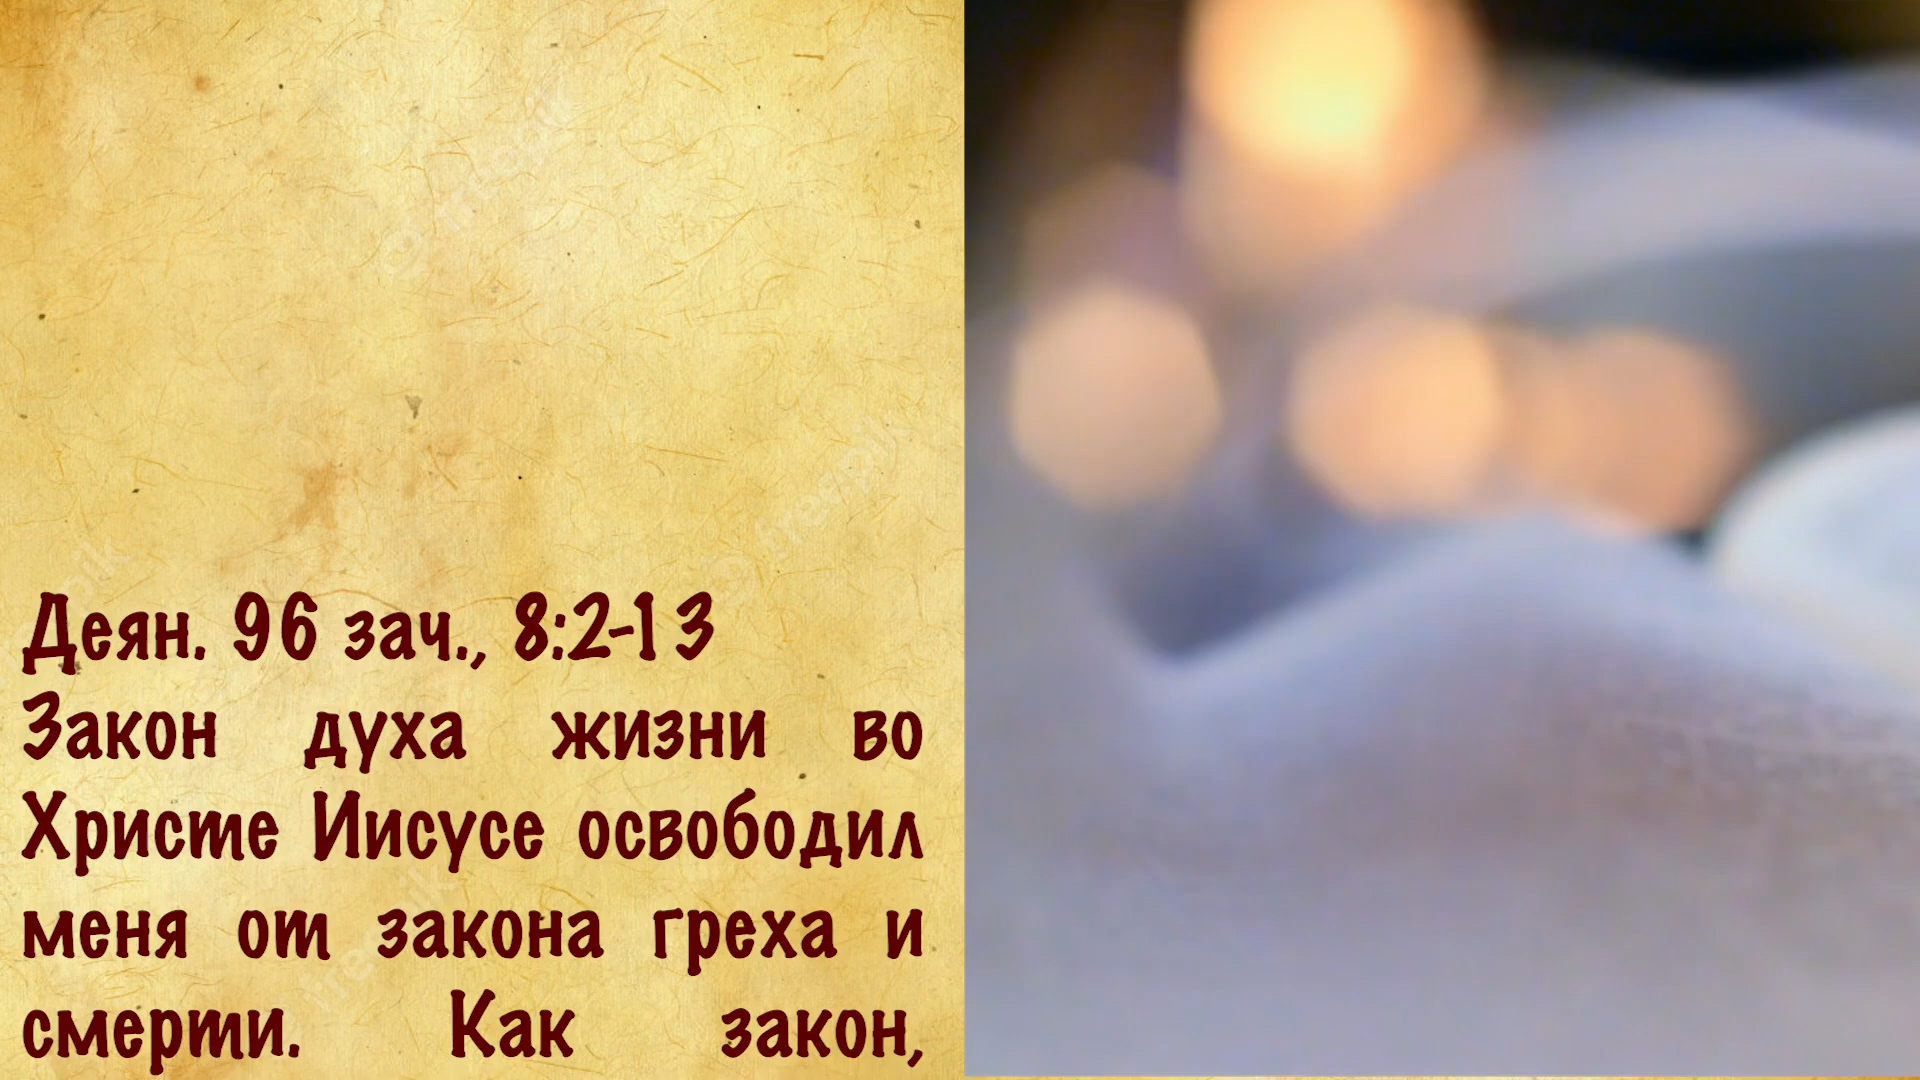 Деян. 96 зач., 8:2-13
Закон духа жизни во
Христе Иисусе освободил
меня от закона греха и
смерти. Как закон,